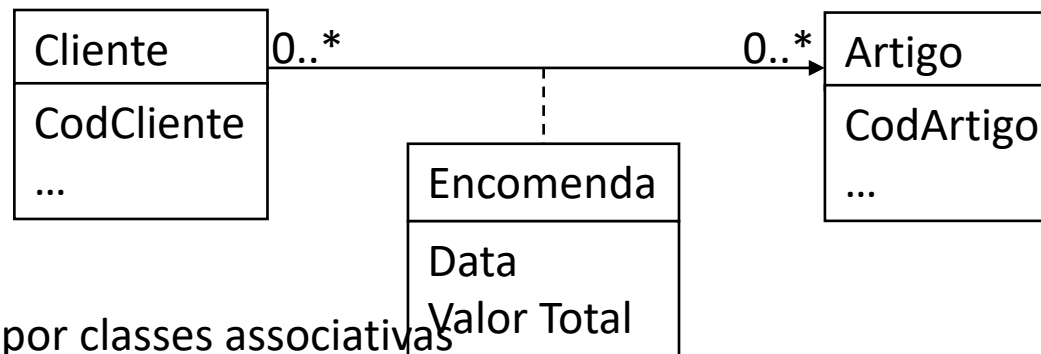 Cliente
0..*
0..*
Artigo
CodCliente
...
CodArtigo
...
Encomenda
Data
Valor Total
por classes associativas